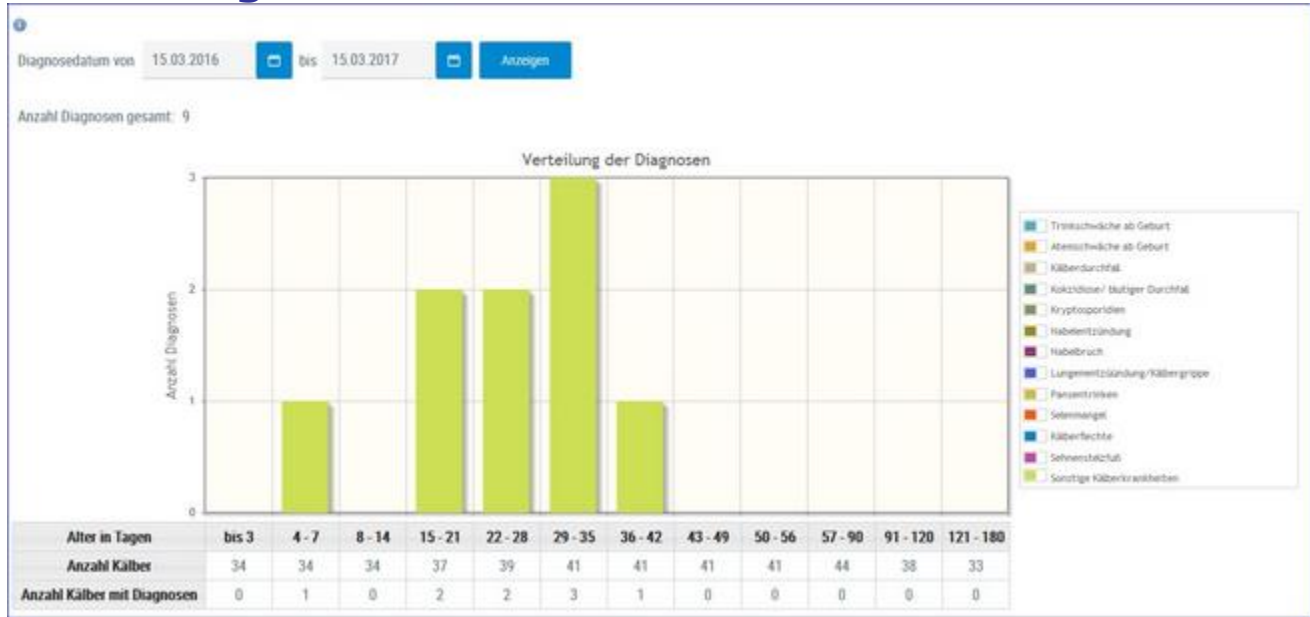 Diagnosedatum von 15.03.2016 bis 15.03.2017 Anzeigen
Anzahl Diagnosen gesamt: 9
Verteilung der Diagnosen
Anzahl Diagnosen
3
2
1
0
Trinkschwäche ab Geburt
Atemschwäche ab Geburt
Kälberdurchfall
Kokzidiose/ blutiger Durchfall
Kryptosporidien
Nabelentzündung
Nabelbruch
Lungenentzündung/Kälbergrippe
Pansentrinken
Selenmangel
Kälberflechte
Sehnenstelzfuß
Sonstige Kälberkrankheiten
Alter in Tagen bis 3 4 - 7 8 - 14 15 - 21 22 - 28 29 - 35 36 - 42 43 - 49 50 - 56 57 - 90 91 - 120 121 - 180
Anzahl Kälber 34 34 34 37 39 41 41 41 41 44 38 33
Anzahl Kälber mit Diagnosen 0 1 0 2 2 3 1 0 0 0 0 0